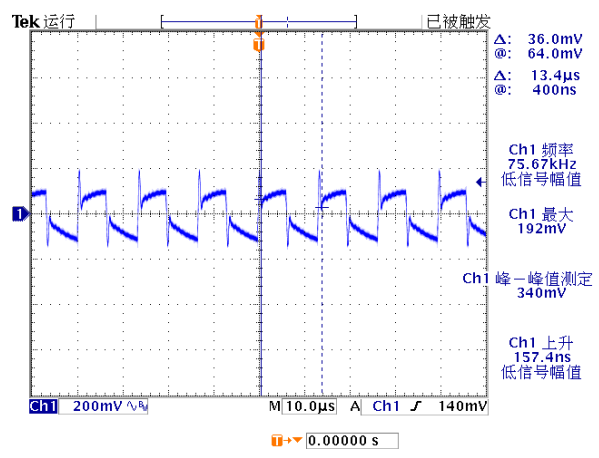 Tek 运行
已被触发
T
T
Δ: 36.0mV
@: 64.0mV
Δ: 13.4µs
@: 400ns
Ch1 频率
75.67kHz
低信号幅值
1
Ch1 最大
192mV
Ch1 峰－峰值测定
340mV
Ch1 上升
157.4ns
低信号幅值
Ch1 200mV M 10.0µs A Ch1 140mV
T 0.00000 s